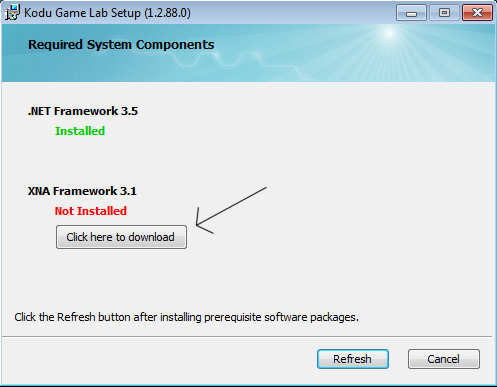 Kodu Game Lab Setup (1.2.88.0)
Required System Components
.NET Framework 3.5
Installed
XNA Framework 3.1
Not Installed
Click here to download
Click the Refresh button after installing prerequisite software packages.
Refresh Cancel